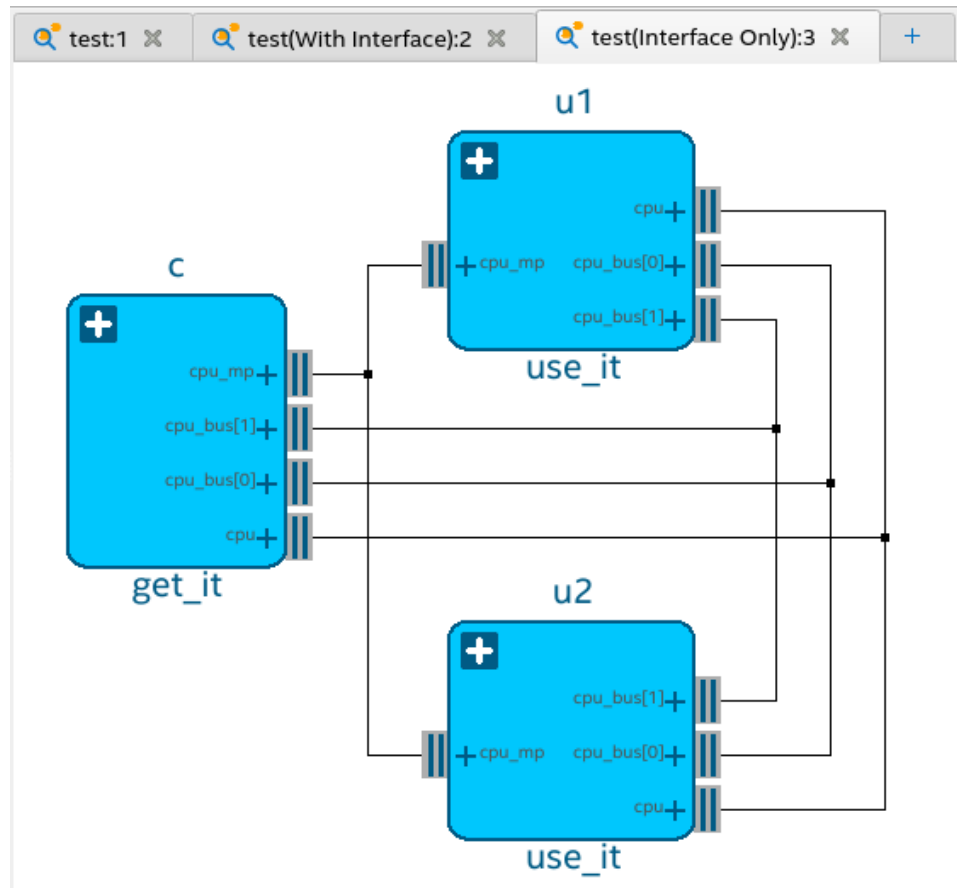 test:1
test(With Interface):2
test(Interface Only):3
+
u1
cpu
cpu_mp cpu_bus[0]
cpu_bus[1]
use_it
c
cpu_mp
cpu_bus[1]
cpu_bus[0]
cpu
get_it
u2
cpu_bus[1]
cpu_mp cpu_bus[0]
cpu
use_it